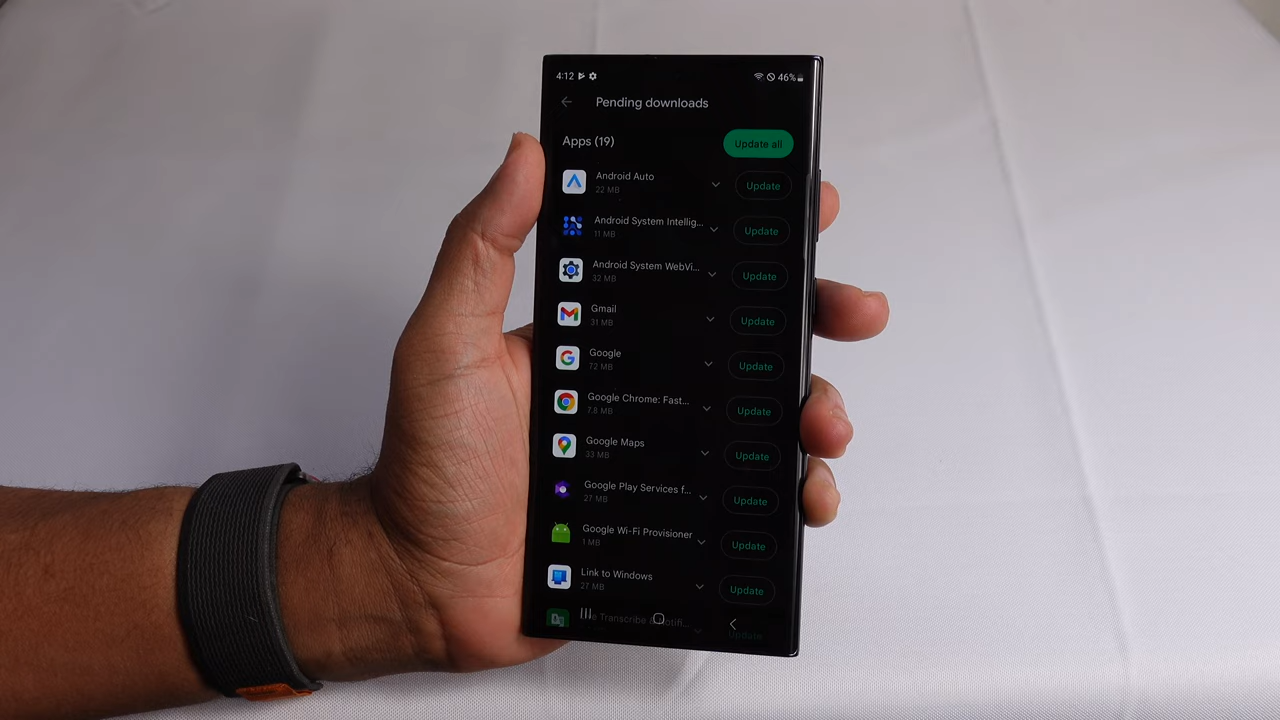 4:12 46%
Pending downloads
Apps (19) Update all
Android Auto
22 MB
Update
Android System Intellig...
11 MB
Update
Android System WebVi...
32 MB
Update
Gmail
31 MB
Update
Google
72 MB
Update
Google Chrome: Fast...
7.8 MB
Update
Google Maps
33 MB
Update
Google Play Services f...
27 MB
Update
Google Wi-Fi Provisioner
1 MB
Update
Link to Windows
27 MB
Update
Transcribe & Notifi...
Update